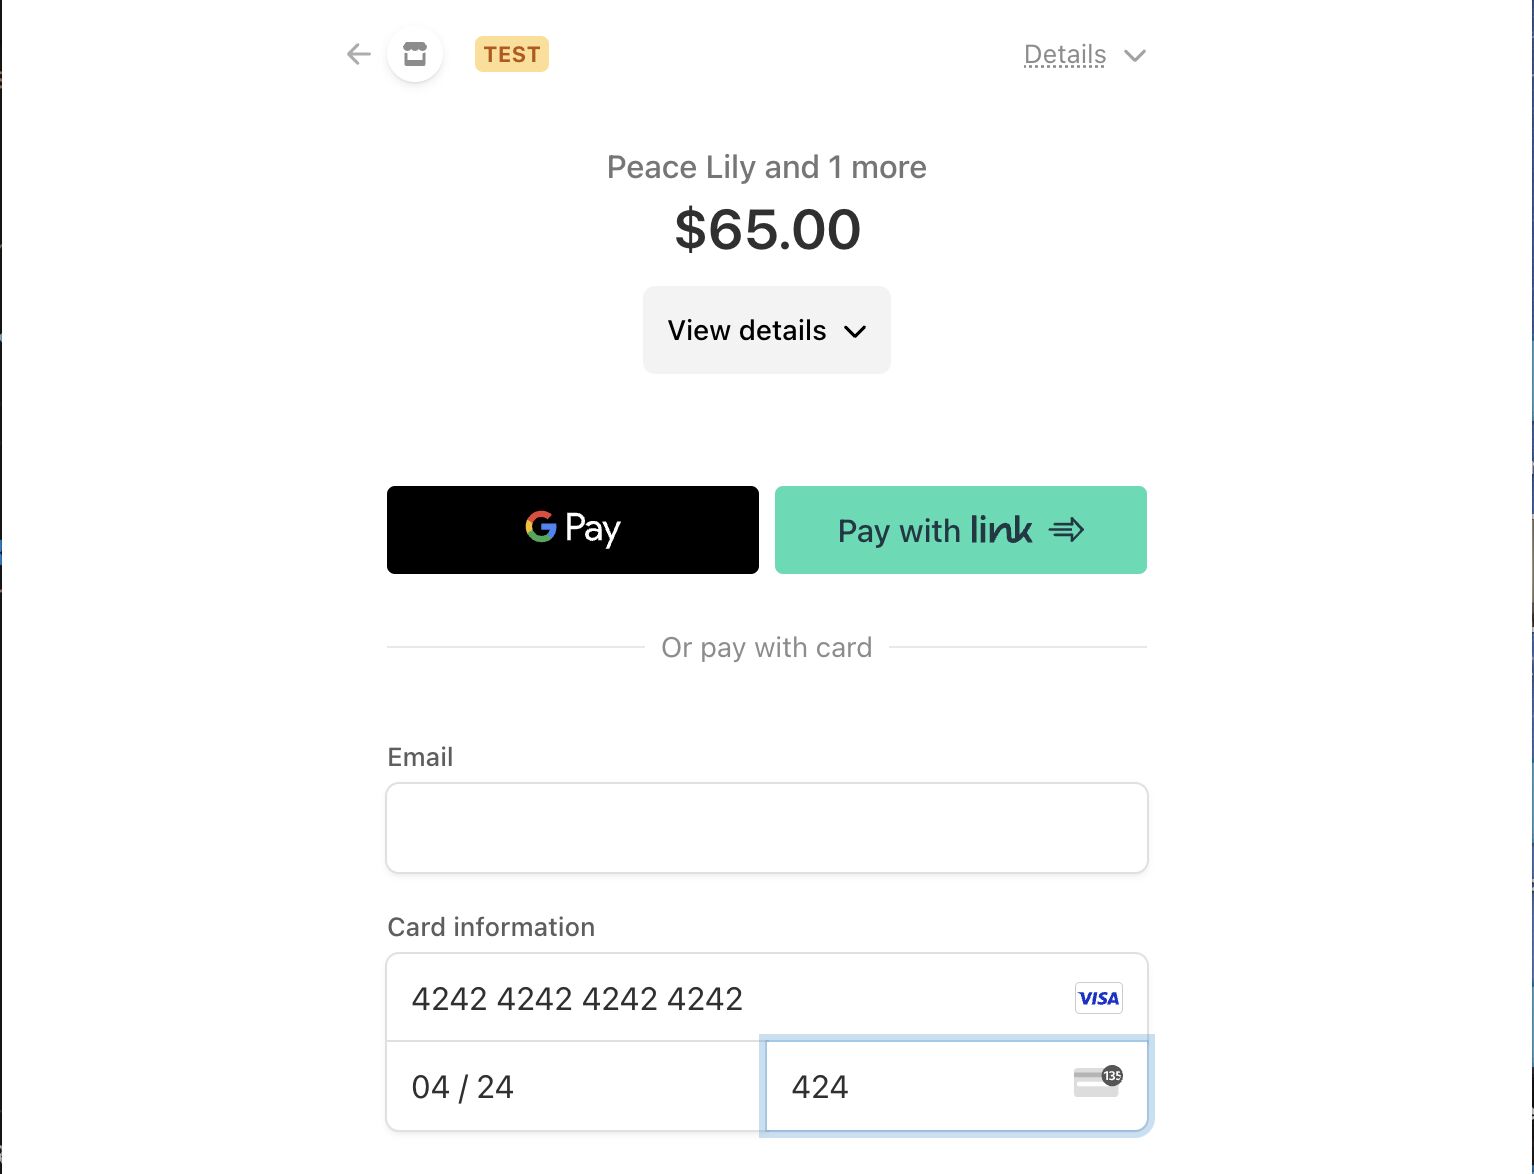 TEST
Details
Peace Lily and 1 more
$65.00
View details
G Pay
Pay with link
Or pay with card
Email
Card information
4242 4242 4242 4242
VISA
04 / 24
424
135